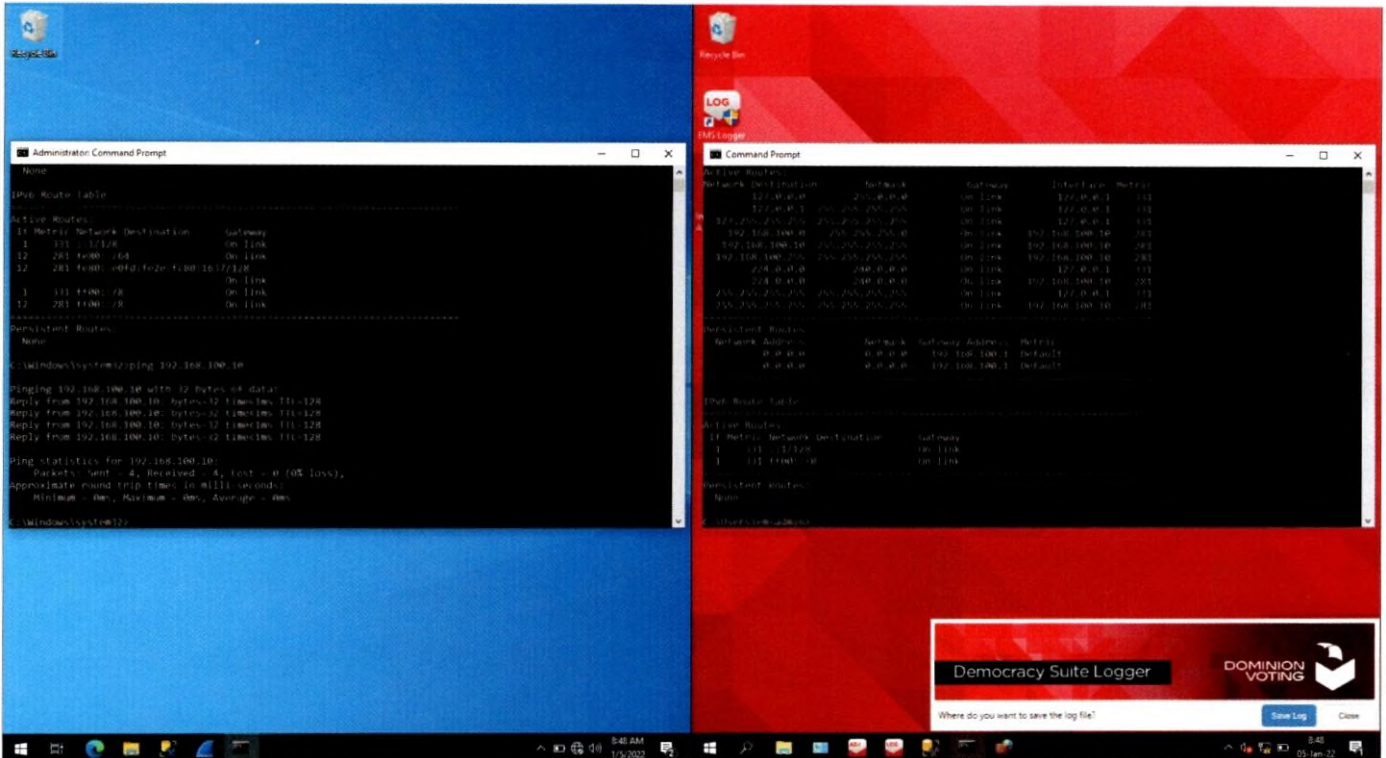 Recycle Bin
Administrator: Command Prompt
None
IPv6 Route Table
Active Routes:
If Metric Network Destination Gateway
1 331 ::1/128 On link
12 281 fe80::/64 On link
On link
1 331 ff00::/8 On link
12 281 ff00::/8 On link
Persistent Routes:
None
C:\Windows\system32>ping 192.168.100.10
Pinging 192.168.100.10 with 32 bytes of data:
Reply from 192.168.100.10: bytes=32 time<1ms TTL=128
Reply from 192.168.100.10: bytes=32 time<1ms TTL=128
Reply from 192.168.100.10: bytes=32 time<1ms TTL=128
Reply from 192.168.100.10: bytes=32 time<1ms TTL=128
Ping statistics for 192.168.100.10:
Packets: Sent = 4, Received = 4, Lost = 0 (0% loss),
Approximate round trip times in milli-seconds:
Minimum = 0ms, Maximum = 0ms, Average = 0ms
C:\Windows\system32>
8:48 AM
1/5/2022
Recycle Bin
LOG
EMS Logger
Command Prompt
Active Routes:
Network Destination Netmask Gateway Interface Metric
127.0.0.0 255.0.0.0 On link 127.0.0.1 331
127.0.0.1 255.255.255.255 On link 127.0.0.1 331
127.255.255.255 255.255.255.255 On link 127.0.0.1 331
192.168.100.0 255.255.255.0 On link 192.168.100.10 281
192.168.100.10 255.255.255.255 On link 192.168.100.10 281
192.168.100.255 255.255.255.255 On link 192.168.100.10 281
224.0.0.0 240.0.0.0 On link 127.0.0.1 331
224.0.0.0 240.0.0.0 On link 192.168.100.10 281
255.255.255.255 255.255.255.255 On link 127.0.0.1 331
255.255.255.255 255.255.255.255 On link 192.168.100.10 281
Persistent Routes:
Network Address Netmask Gateway Address Metric
0.0.0.0 0.0.0.0 192.168.100.1 Default
0.0.0.0 0.0.0.0 192.168.100.1 Default
IPv6 Route Table
Active Routes:
If Metric Network Destination Gateway
1 331 ::1/128 On link
1 331 ff00::/8 On link
Persistent Routes:
None
Democracy Suite Logger
DOMINION
VOTING
Where do you want to save the log file?
Save Log Close
8:48
05-Jan-22